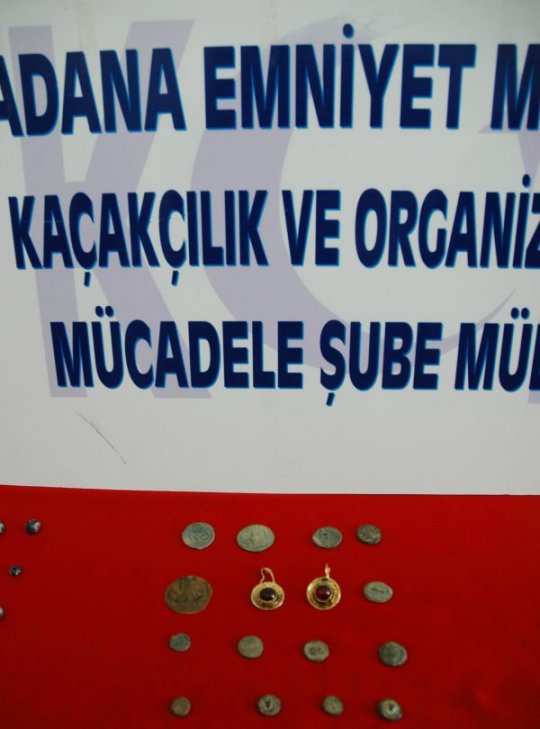 ADANA EMNİYET M
KAÇAKÇILIK VE ORGANİZ
MÜCADELE ŞUBE MÜ